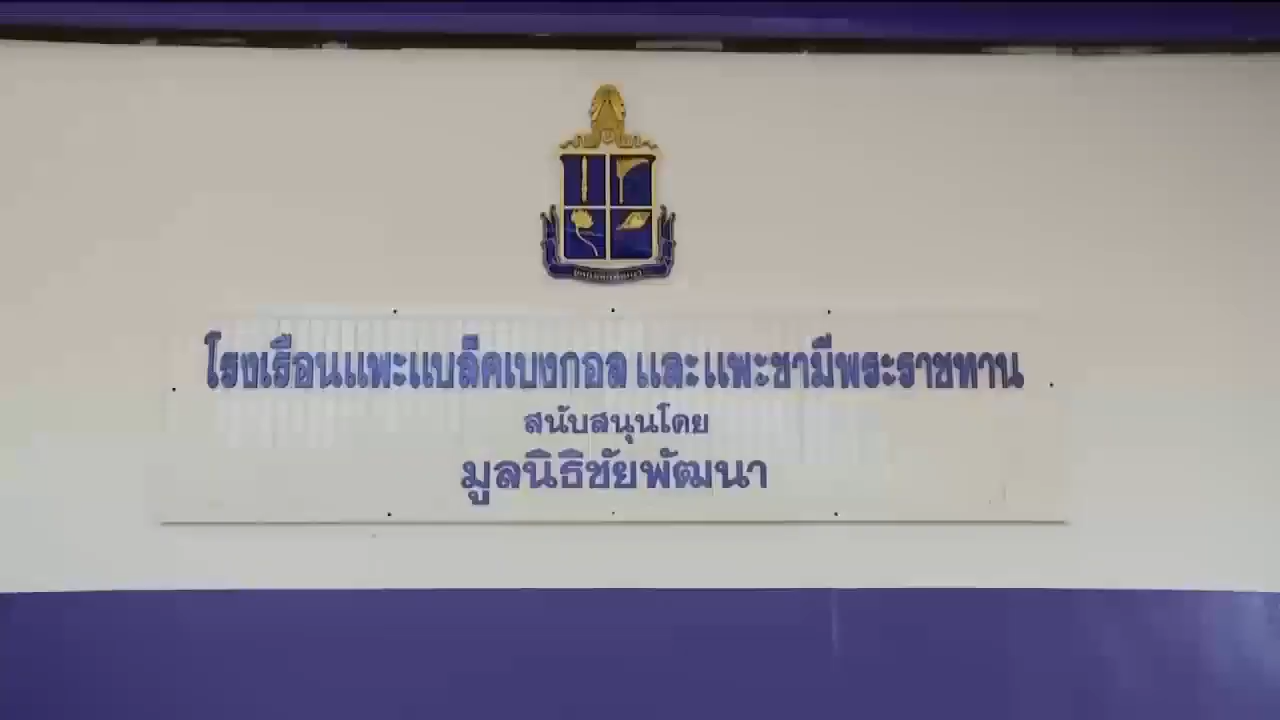 โรงเรือนแพะแบล็คเบงกอล และแพะซามีพระราชทาน
สนับสนุนโดย
มูลนิธิชัยพัฒนา